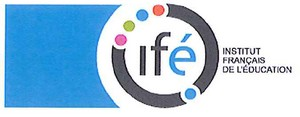 ifé
INSTITUT
FRANÇAIS
DE L'ÉDUCATION